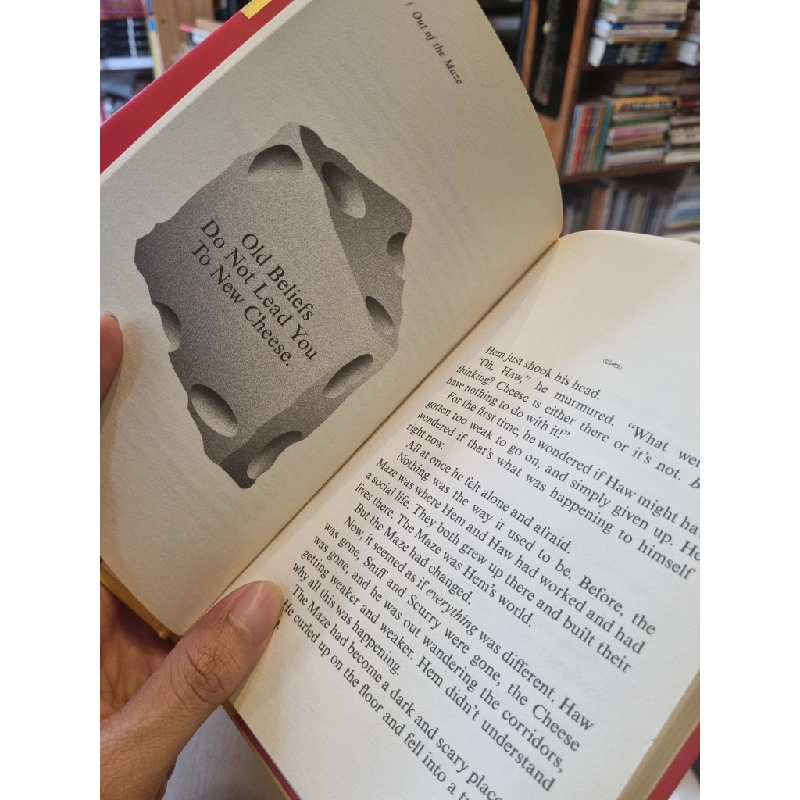 Out of the Maze
Old Beliefs
Do Not Lead You
To New Cheese.
Hem just shook his head.
"Oh, Haw," he murmured. "What
thinking? Cheese is either there or it's not.
have nothing to do with it!"
For the first time, he wondered if Haw might
gotten too weak to go on, and simply given up. He
wondered if that's what was happening to himself
right now.
All at once he felt alone and afraid.
Nothing was the way it used to be. Before, the
Maze was where Hem and Haw had worked and had
a social life. They both grew up there and built their
lives there. The Maze was Hem's world.
But the Maze had changed.
Now, it seemed as if everything was different. Haw
was gone, Sniff and Scurry were gone, the Cheese
was gone, and he was out wandering the corridors,
getting weaker and weaker. Hem didn't understand
why all this was happening.
The Maze had become a dark and scary place
He curled up on the floor and fell into a